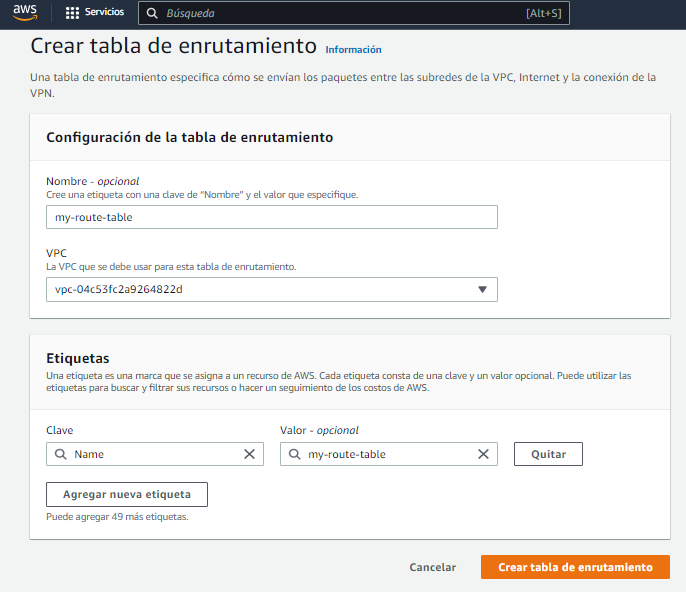 aws
Servicios
Búsqueda
[Alt+S]
Crear tabla de enrutamiento
Información
Una tabla de enrutamiento especifica cómo se envían los paquetes entre las subredes de la VPC, Internet y la conexión de la
VPN.
Configuración de la tabla de enrutamiento
Nombre - opcional
Cree una etiqueta con una clave de “Nombre” y el valor que especifique.
my-route-table
VPC
La VPC que se debe usar para esta tabla de enrutamiento.
vpc-04c53fc2a9264822d
Etiquetas
Una etiqueta es una marca que se asigna a un recurso de AWS. Cada etiqueta consta de una clave y un valor opcional. Puede utilizar las
etiquetas para buscar y filtrar sus recursos o hacer un seguimiento de los costos de AWS.
Clave
Valor - opcional
Name
my-route-table
Quitar
Agregar nueva etiqueta
Puede agregar 49 más etiquetas.
Cancelar
Crear tabla de enrutamiento